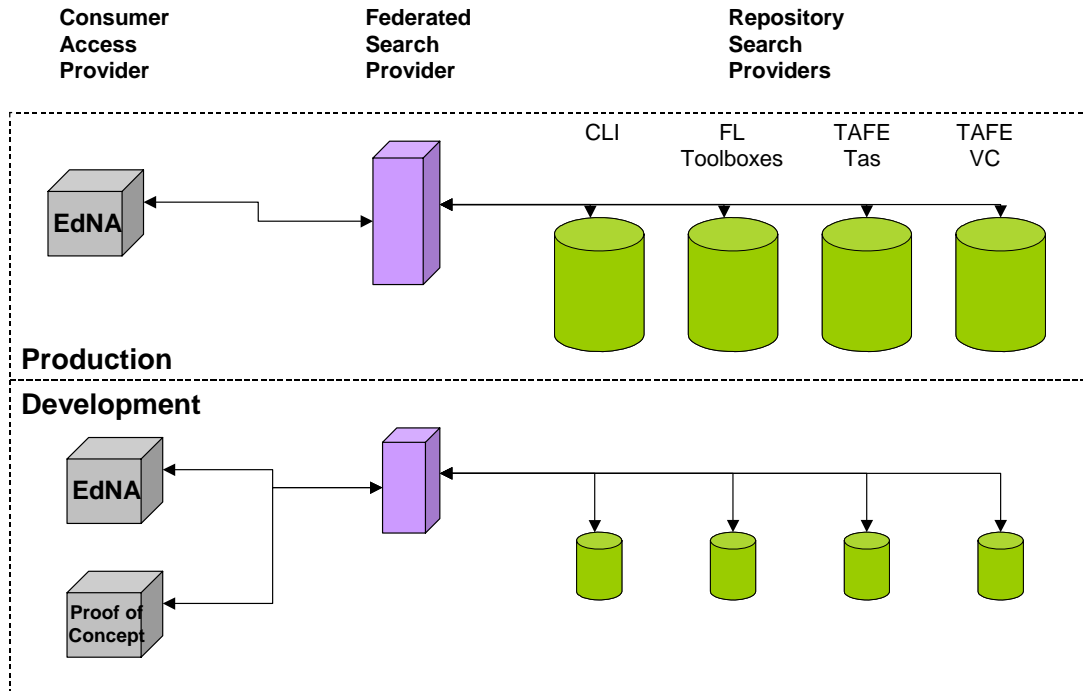 Consumer
Access
Provider
Federated
Search
Provider
Repository
Search
Providers
CLI
FL
Toolboxes
TAFE
Tas
TAFE
VC
EdNA
Production
Development
EdNA
Proof of
Concept